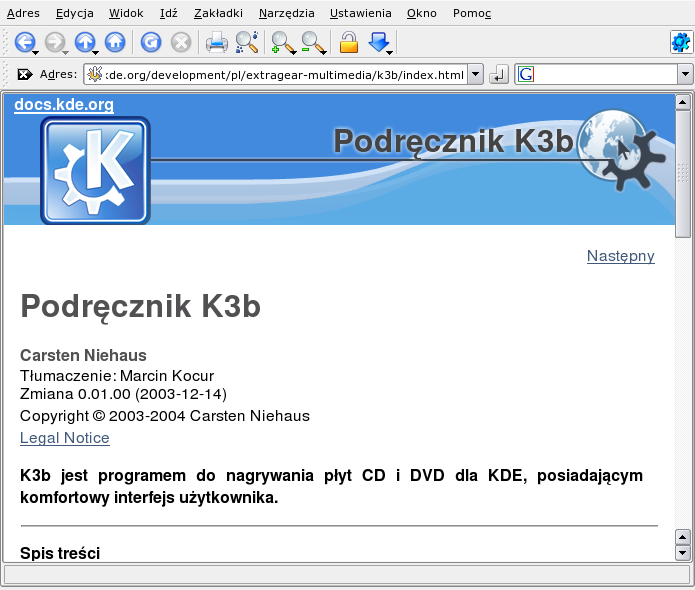 Adres Edycja Widok Idź Zakładki Narzędzia Ustawienia Okno Pomoc
Adres: :de.org/development/pl/extragear-multimedia/k3b/index.html
docs.kde.org
Podręcznik K3b
Następny
Podręcznik K3b
Carsten Niehaus
Tłumaczenie: Marcin Kocur
Zmiana 0.01.00 (2003-12-14)
Copyright © 2003-2004 Carsten Niehaus
Legal Notice
K3b jest programem do nagrywania płyt CD i DVD dla KDE, posiadającym
komfortowy interfejs użytkownika.
Spis treści